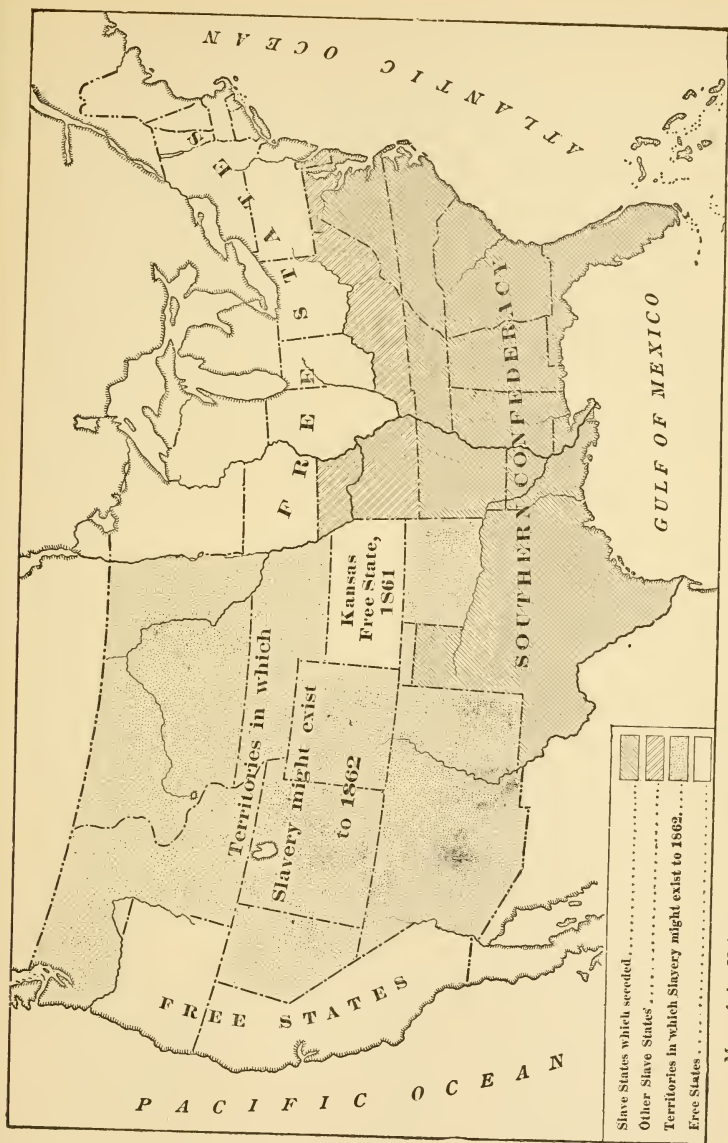 ATLANTIC OCEAN
FREE STATES
SOUTHERN CONFEDERACY
GULF OF MEXICO
Kansas
Free State,
1861
Territories in which
Slavery might exist
to 1862
FREE STATES
PACIFIC OCEAN
Slave States which seceded
Other Slave States
Territories in which Slavery might exist to 1862
Free States